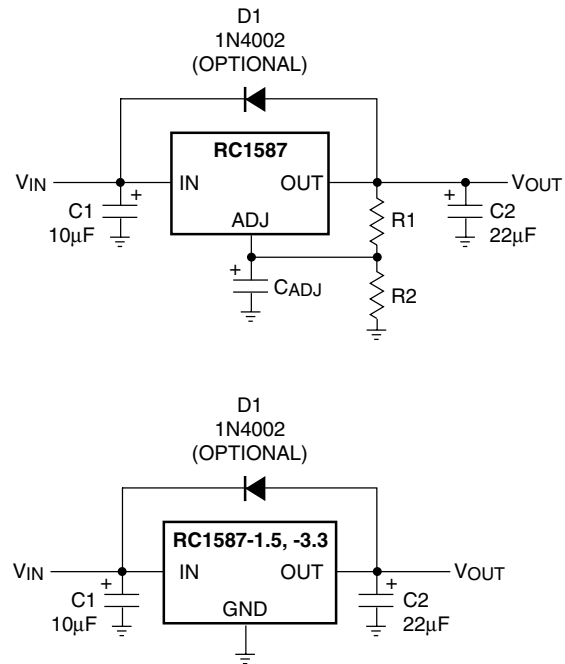 D1
1N4002
(OPTIONAL)
RC1587
VIN
IN
OUT
VOUT
+
C1
10μF
ADJ
R1
+
C2
22μF
+
CADJ
R2
D1
1N4002
(OPTIONAL)
RC1587-1.5, -3.3
VIN
IN
OUT
VOUT
+
C1
10μF
GND
+
C2
22μF